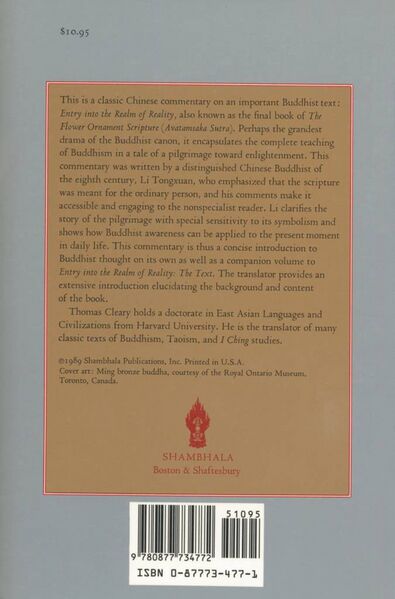 $10.95
This is a classic Chinese commentary on an important Buddhist text:
Entry into the Realm of Reality, also known as the final book of The
Flower Ornament Scripture (Avatamsaka Sutra). Perhaps the grandest
drama of the Buddhist canon, it encapsulates the complete teaching
of Buddhism in a tale of a pilgrimage toward enlightenment. This
commentary was written by a distinguished Chinese Buddhist of
the eighth century, Li Tongxuan, who emphasized that the scripture
was meant for the ordinary person, and his comments make it
accessible and engaging to the nonspecialist reader. Li clarifies the
story of the pilgrimage with special sensitivity to its symbolism and
shows how Buddhist awareness can be applied to the present moment
in daily life. This commentary is thus a concise introduction to
Buddhist thought on its own as well as a companion volume to
Entry into the Realm of Reality: The Text. The translator provides an
extensive introduction elucidating the background and content
of the book.
Thomas Cleary holds a doctorate in East Asian Languages and
Civilizations from Harvard University. He is the translator of many
classic texts of Buddhism, Taoism, and I Ching studies.
©1989 Shambhala Publications, Inc. Printed in U.S.A.
Cover art: Ming bronze buddha, courtesy of the Royal Ontario Museum,
Toronto, Canada.
SHAMBHALA
Boston & Shaftesbury
51095
9 780877 734772
ISBN 0-87773-477-1